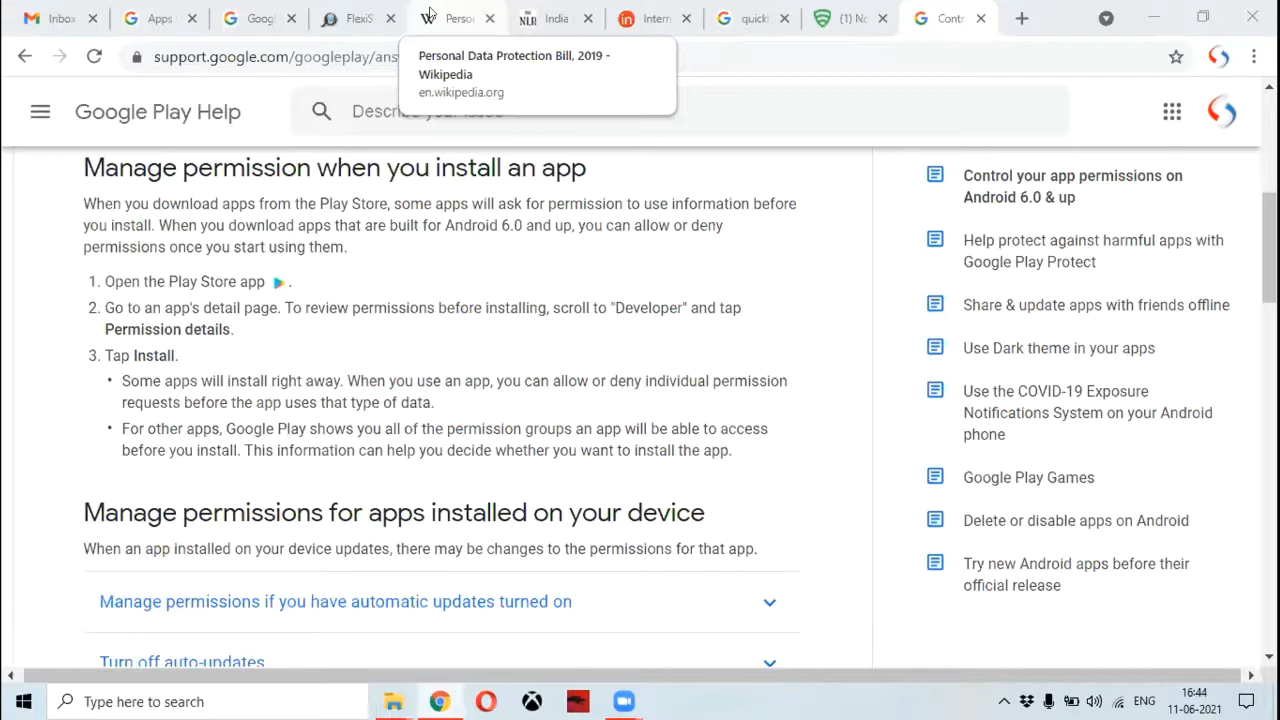 Inbox
Apps
Googl
FlexiS
Perso
India
Intern
quick
(1) No
Contr
support.google.com/googleplay/ans
Personal Data Protection Bill, 2019 -
Wikipedia
en.wikipedia.org
Google Play Help
Describe your issue
Manage permission when you install an app
When you download apps from the Play Store, some apps will ask for permission to use information before
you install. When you download apps that are built for Android 6.0 and up, you can allow or deny
permissions once you start using them.
1. Open the Play Store app .
2. Go to an app's detail page. To review permissions before installing, scroll to "Developer" and tap
Permission details.
3. Tap Install.
• Some apps will install right away. When you use an app, you can allow or deny individual permission
requests before the app uses that type of data.
• For other apps, Google Play shows you all of the permission groups an app will be able to access
before you install. This information can help you decide whether you want to install the app.
Manage permissions for apps installed on your device
When an app installed on your device updates, there may be changes to the permissions for that app.
Manage permissions if you have automatic updates turned on
Turn off auto-updates
Control your app permissions on
Android 6.0 & up
Help protect against harmful apps with
Google Play Protect
Share & update apps with friends offline
Use Dark theme in your apps
Use the COVID-19 Exposure
Notifications System on your Android
phone
Google Play Games
Delete or disable apps on Android
Try new Android apps before their
official release
Type here to search
ENG
16:44
11-06-2021